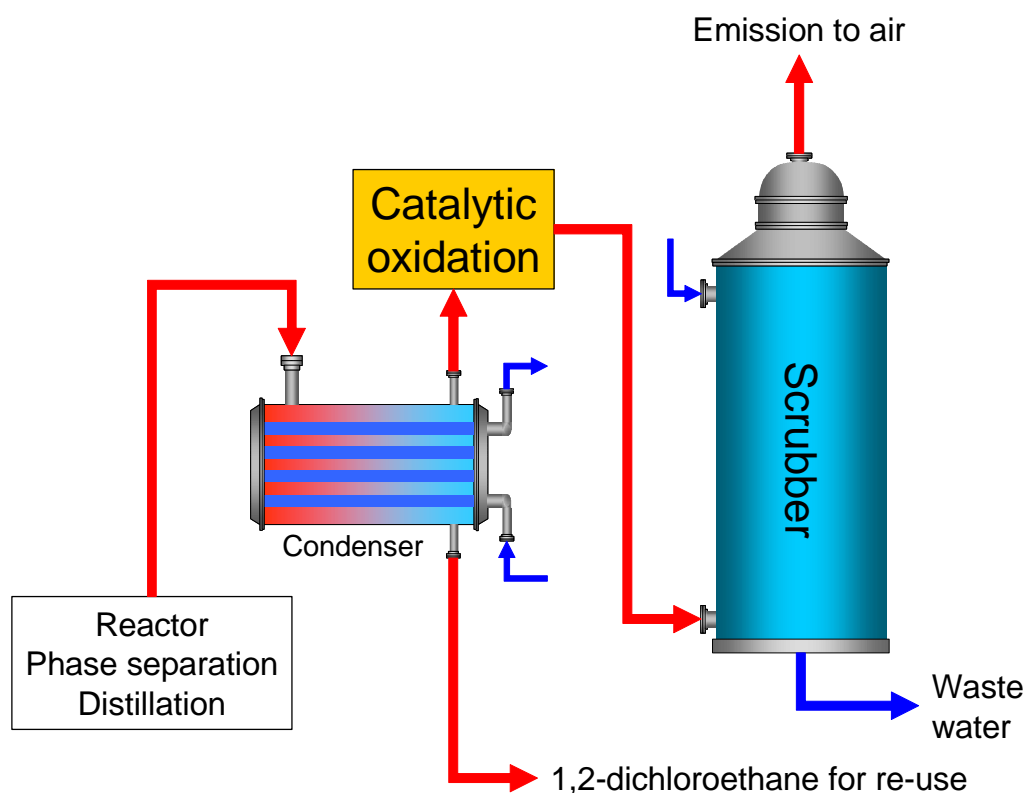 Emission to air
Catalytic
oxidation
Scrubber
Condenser
Reactor
Phase separation
Distillation
Waste
water
1,2-dichloroethane for re-use